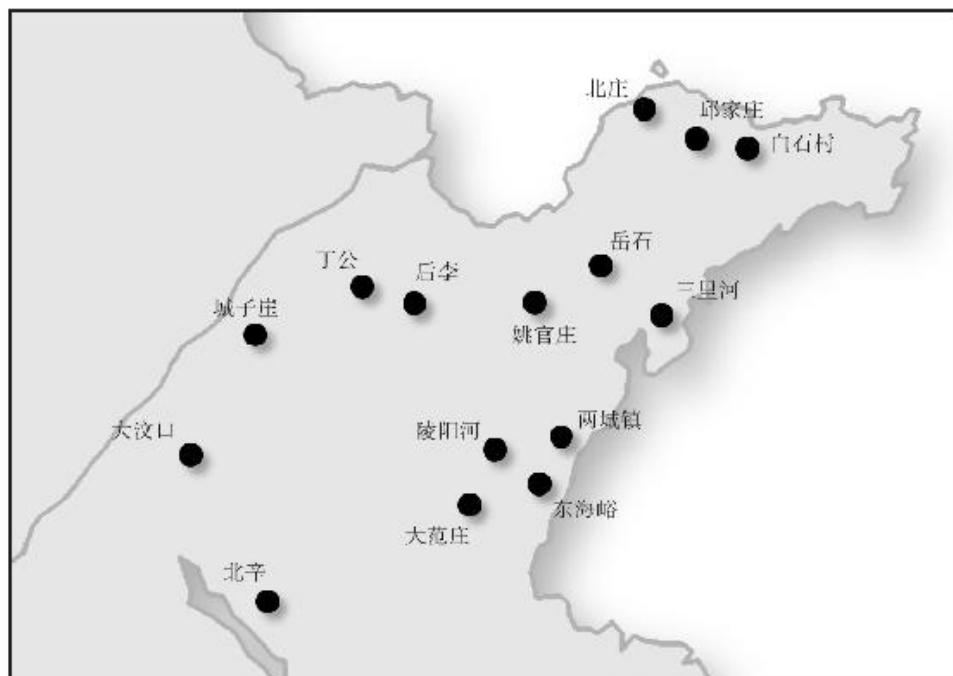 北庄
邱家庄
白石村
岳石
丁公
后李
三里河
城子崖
姚官庄
两城镇
大汶口
陵阳河
东海峪
大范庄
北辛